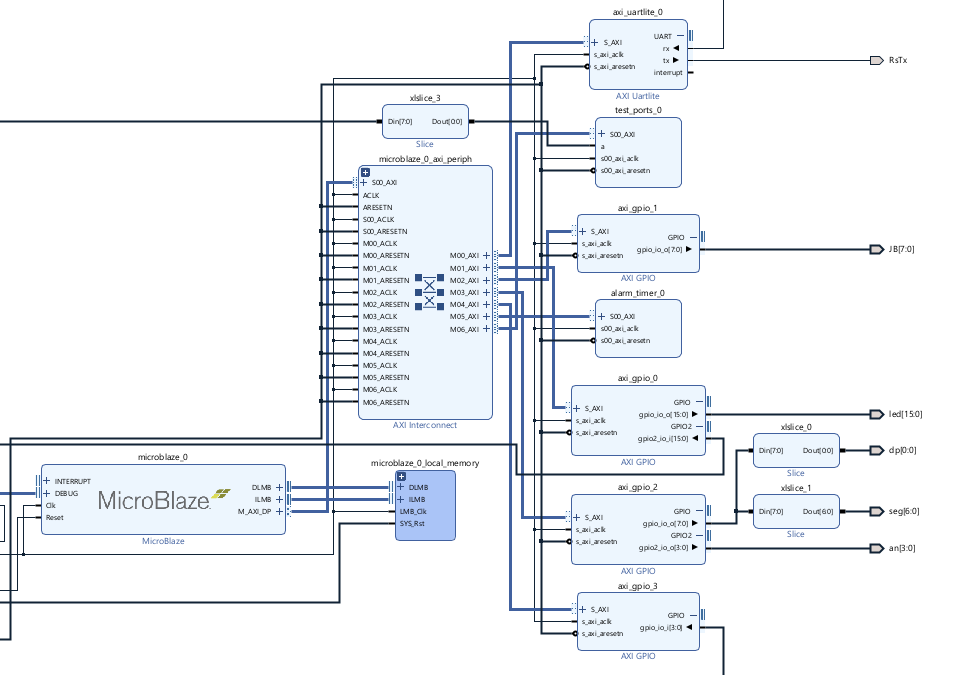 axi_uartlite_0
S_AXI
s_axi_aclk
s_axi_aresetn
UART
rx
tx
interrupt
AXI Uartlite
RsTx
xlslice_3
Din[7:0]
Dout[0:0]
Slice
test_ports_0
S00_AXI
a
s00_axi_aclk
s00_axi_aresetn
microblaze_0_axi_periph
S00_AXI
ACLK
ARESETN
S00_ACLK
S00_ARESETN
M00_ACLK
M00_ARESETN
M01_ACLK
M01_ARESETN
M02_ACLK
M02_ARESETN
M03_ACLK
M03_ARESETN
M04_ACLK
M04_ARESETN
M05_ACLK
M05_ARESETN
M06_ACLK
M06_ARESETN
M00_AXI
M01_AXI
M02_AXI
M03_AXI
M04_AXI
M05_AXI
M06_AXI
AXI Interconnect
axi_gpio_1
S_AXI
s_axi_aclk
s_axi_aresetn
GPIO
gpio_io_o[7:0]
AXI GPIO
JB[7:0]
alarm_timer_0
S00_AXI
s00_axi_aclk
s00_axi_aresetn
axi_gpio_0
S_AXI
s_axi_aclk
s_axi_aresetn
GPIO
gpio_io_o[15:0]
GPIO2
gpio2_io_i[15:0]
AXI GPIO
led[15:0]
xlslice_0
Din[7:0]
Dout[0:0]
Slice
dp[0:0]
microblaze_0
INTERRUPT
DEBUG
Clk
Reset
MicroBlaze
DLMB
ILMB
M_AXI_DP
MicroBlaze
microblaze_0_local_memory
DLMB
ILMB
LMB_Clk
SYS_Rst
axi_gpio_2
S_AXI
s_axi_aclk
s_axi_aresetn
GPIO
gpio_io_o[7:0]
GPIO2
gpio2_io_o[3:0]
AXI GPIO
xlslice_1
Din[7:0]
Dout[6:0]
Slice
seg[6:0]
an[3:0]
axi_gpio_3
S_AXI
s_axi_aclk
s_axi_aresetn
GPIO
gpio_io_i[3:0]
AXI GPIO